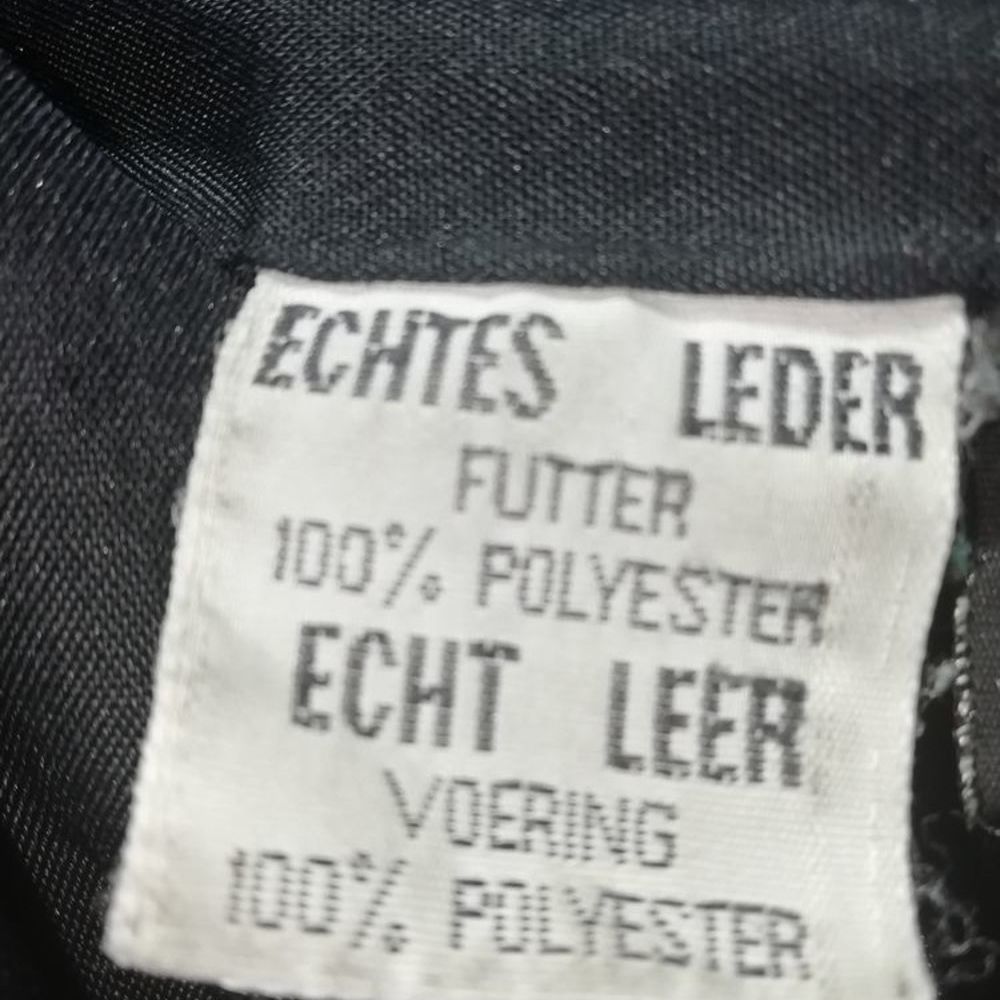 ECHTES LEDER
FUTTER
100% POLYESTER
ECHT LEER
VOERING
100% POLYESTER